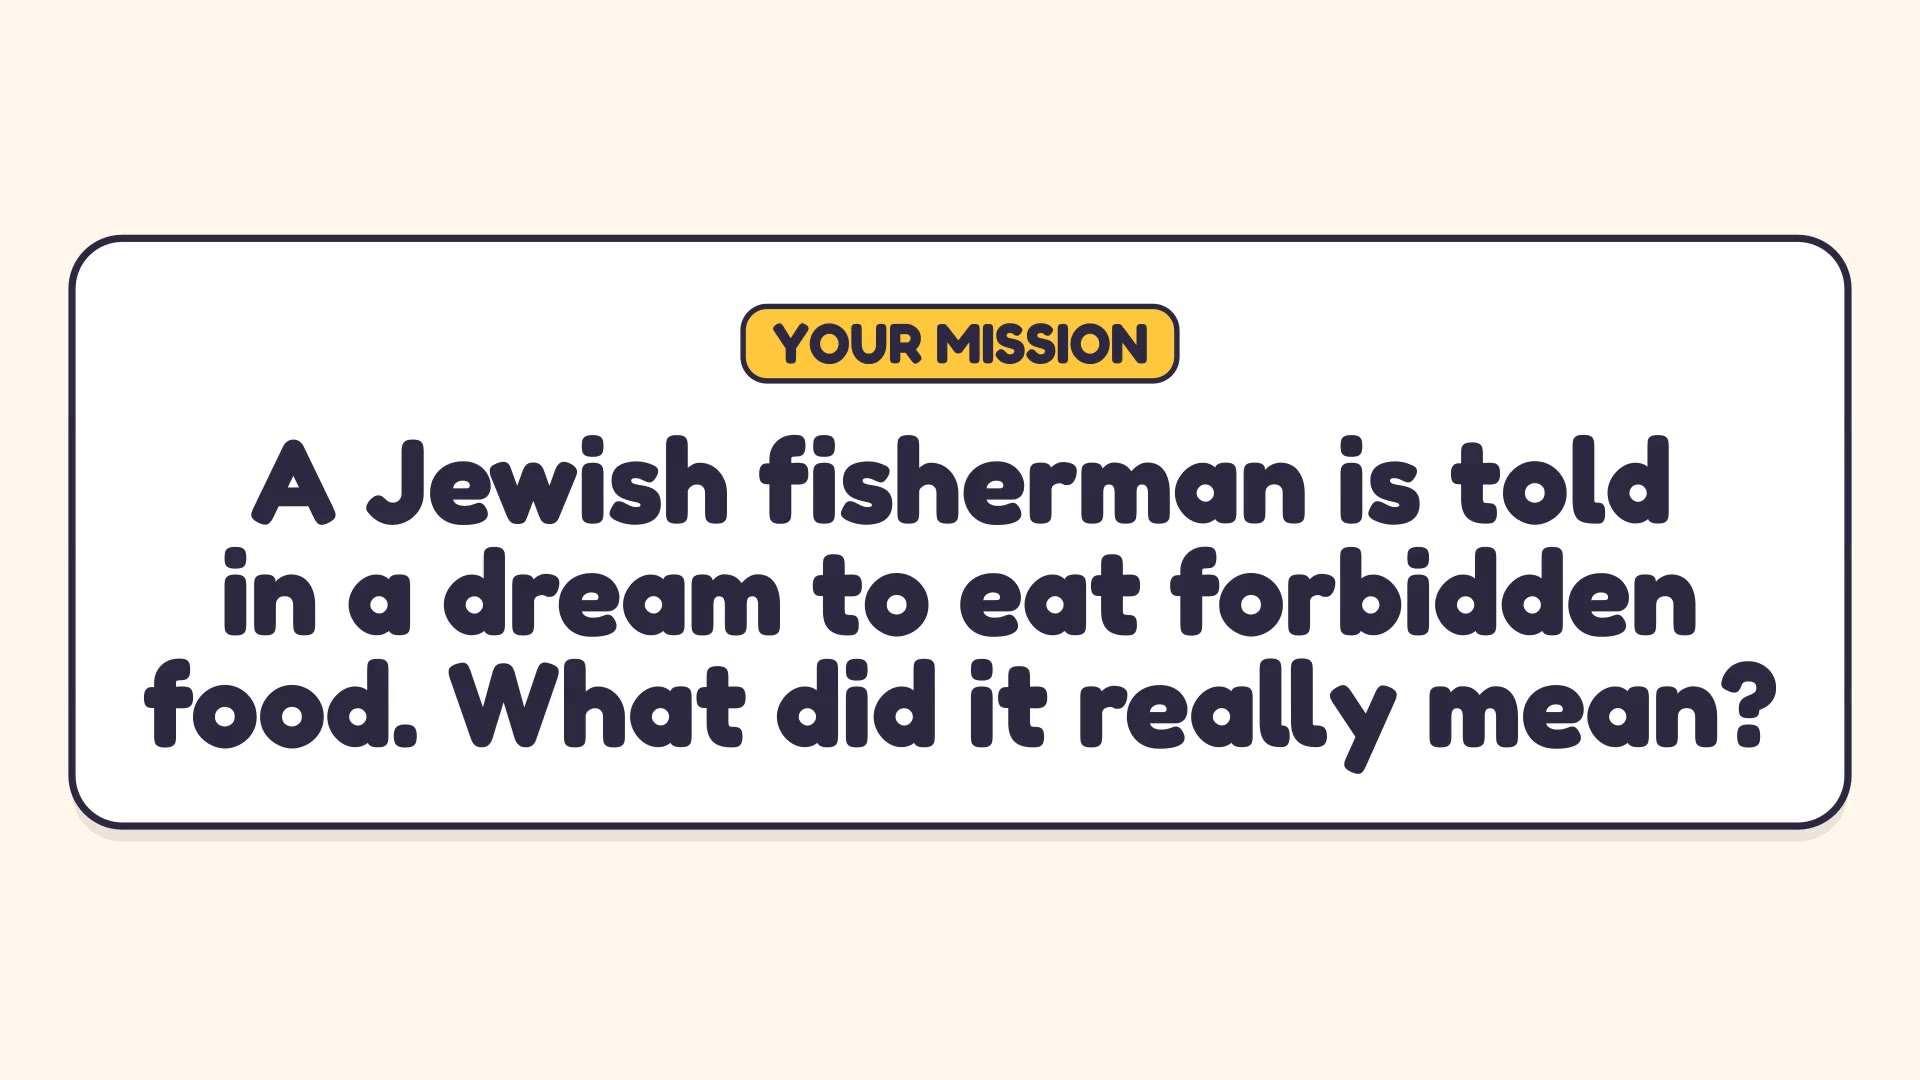 YOUR MISSION
A Jewish fisherman is told
in a dream to eat forbidden
food. What did it really mean?